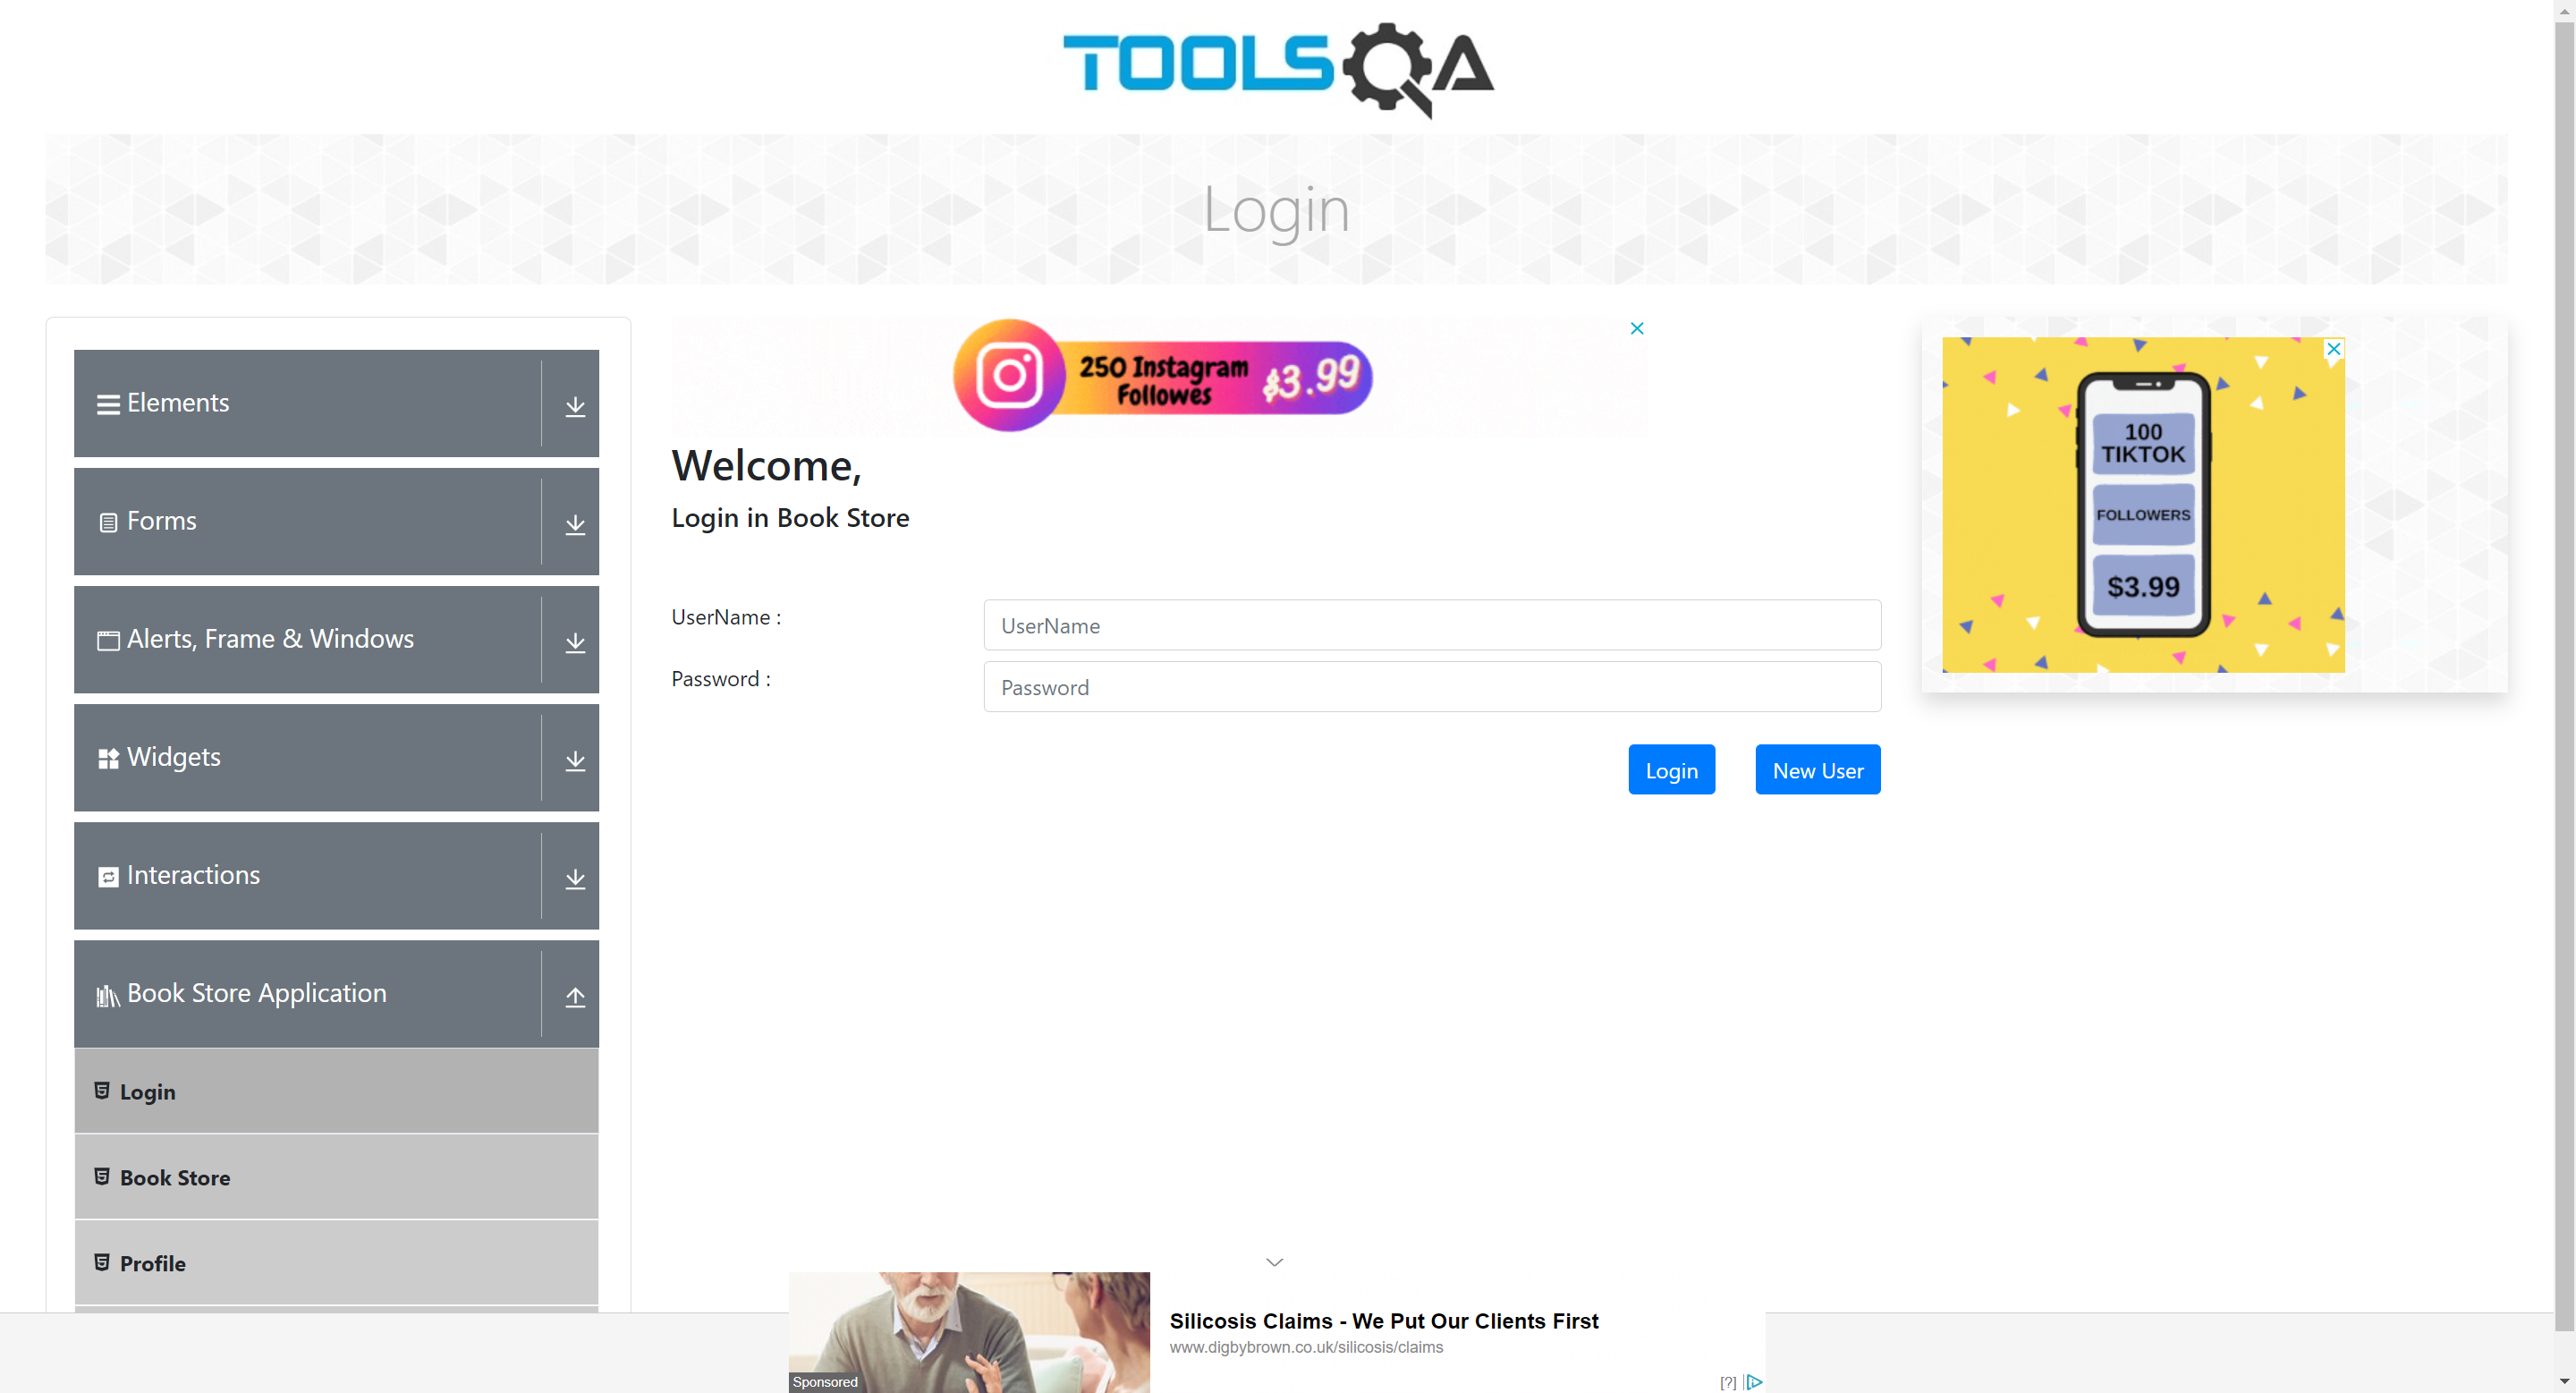 TOOLSQA
Login
Elements
Forms
Alerts, Frame & Windows
Widgets
Interactions
Book Store Application
Login
Book Store
Profile
250 Instagram
Followes
$3.99
Welcome,
Login in Book Store
UserName :
UserName
Password :
Password
Login
New User
100
TIKTOK
FOLLOWERS
$3.99
Silicosis Claims - We Put Our Clients First
www.digbybrown.co.uk/silicosis/claims
Sponsored
[?]